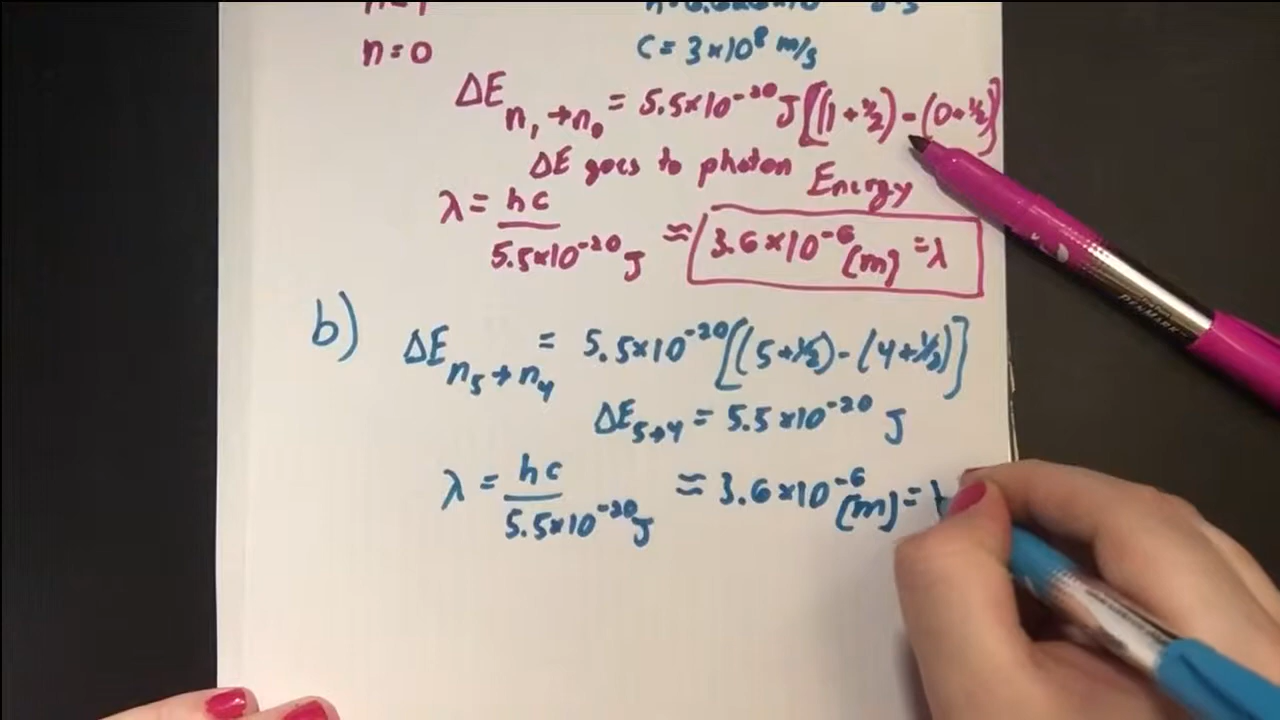 n=0
c = 3×10⁸ m/s
ΔE n₁→n₀ = 5.5×10⁻²⁰ J[(1+½)-(0+½)]
ΔE goes to photon Energy
λ = hc / 5.5×10⁻²⁰ J ≈ 3.6×10⁻⁶ [m] = λ
b)
ΔE n₅→n₄ = 5.5×10⁻²⁰[(5+½)-(4+½)]
ΔE₅→₄ = 5.5×10⁻²⁰ J
λ = hc / 5.5×10⁻²⁰ J ≈ 3.6×10⁻⁶ [m] =